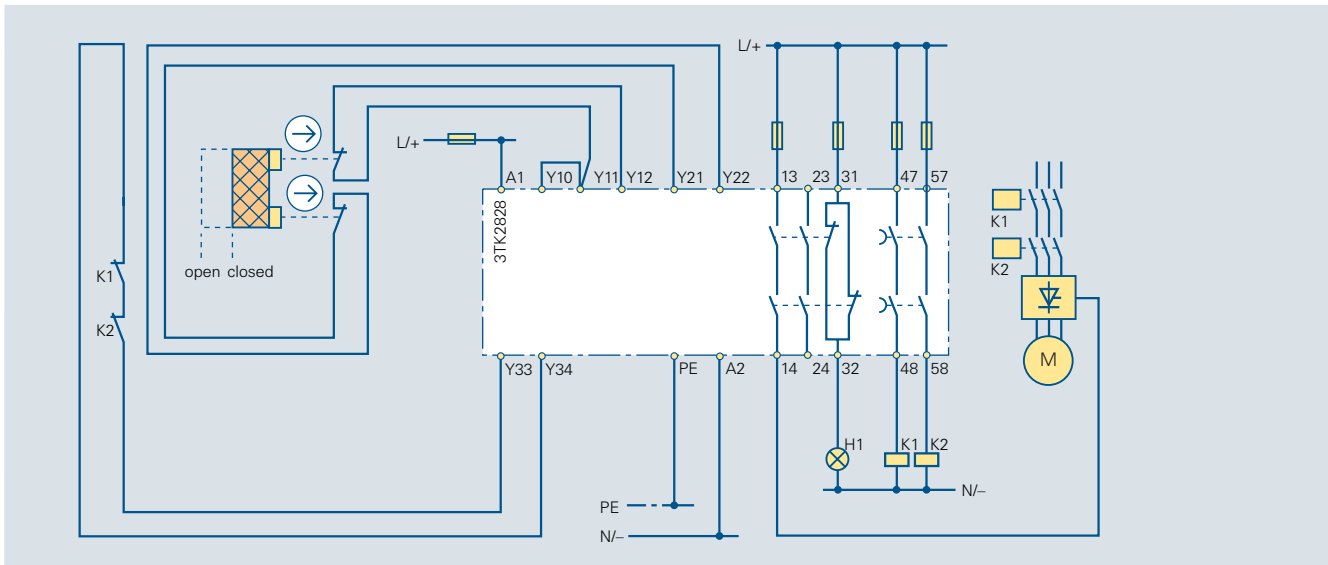 L/+
L/+
A1 Y10 Y11 Y12 Y21 Y22 13 23 31 47 57
3TK2828
K1
K2
open closed
K1
K2
M
Y33 Y34 PE A2 14 24 32 48 58
H1 K1 K2
N/–
PE
N/–